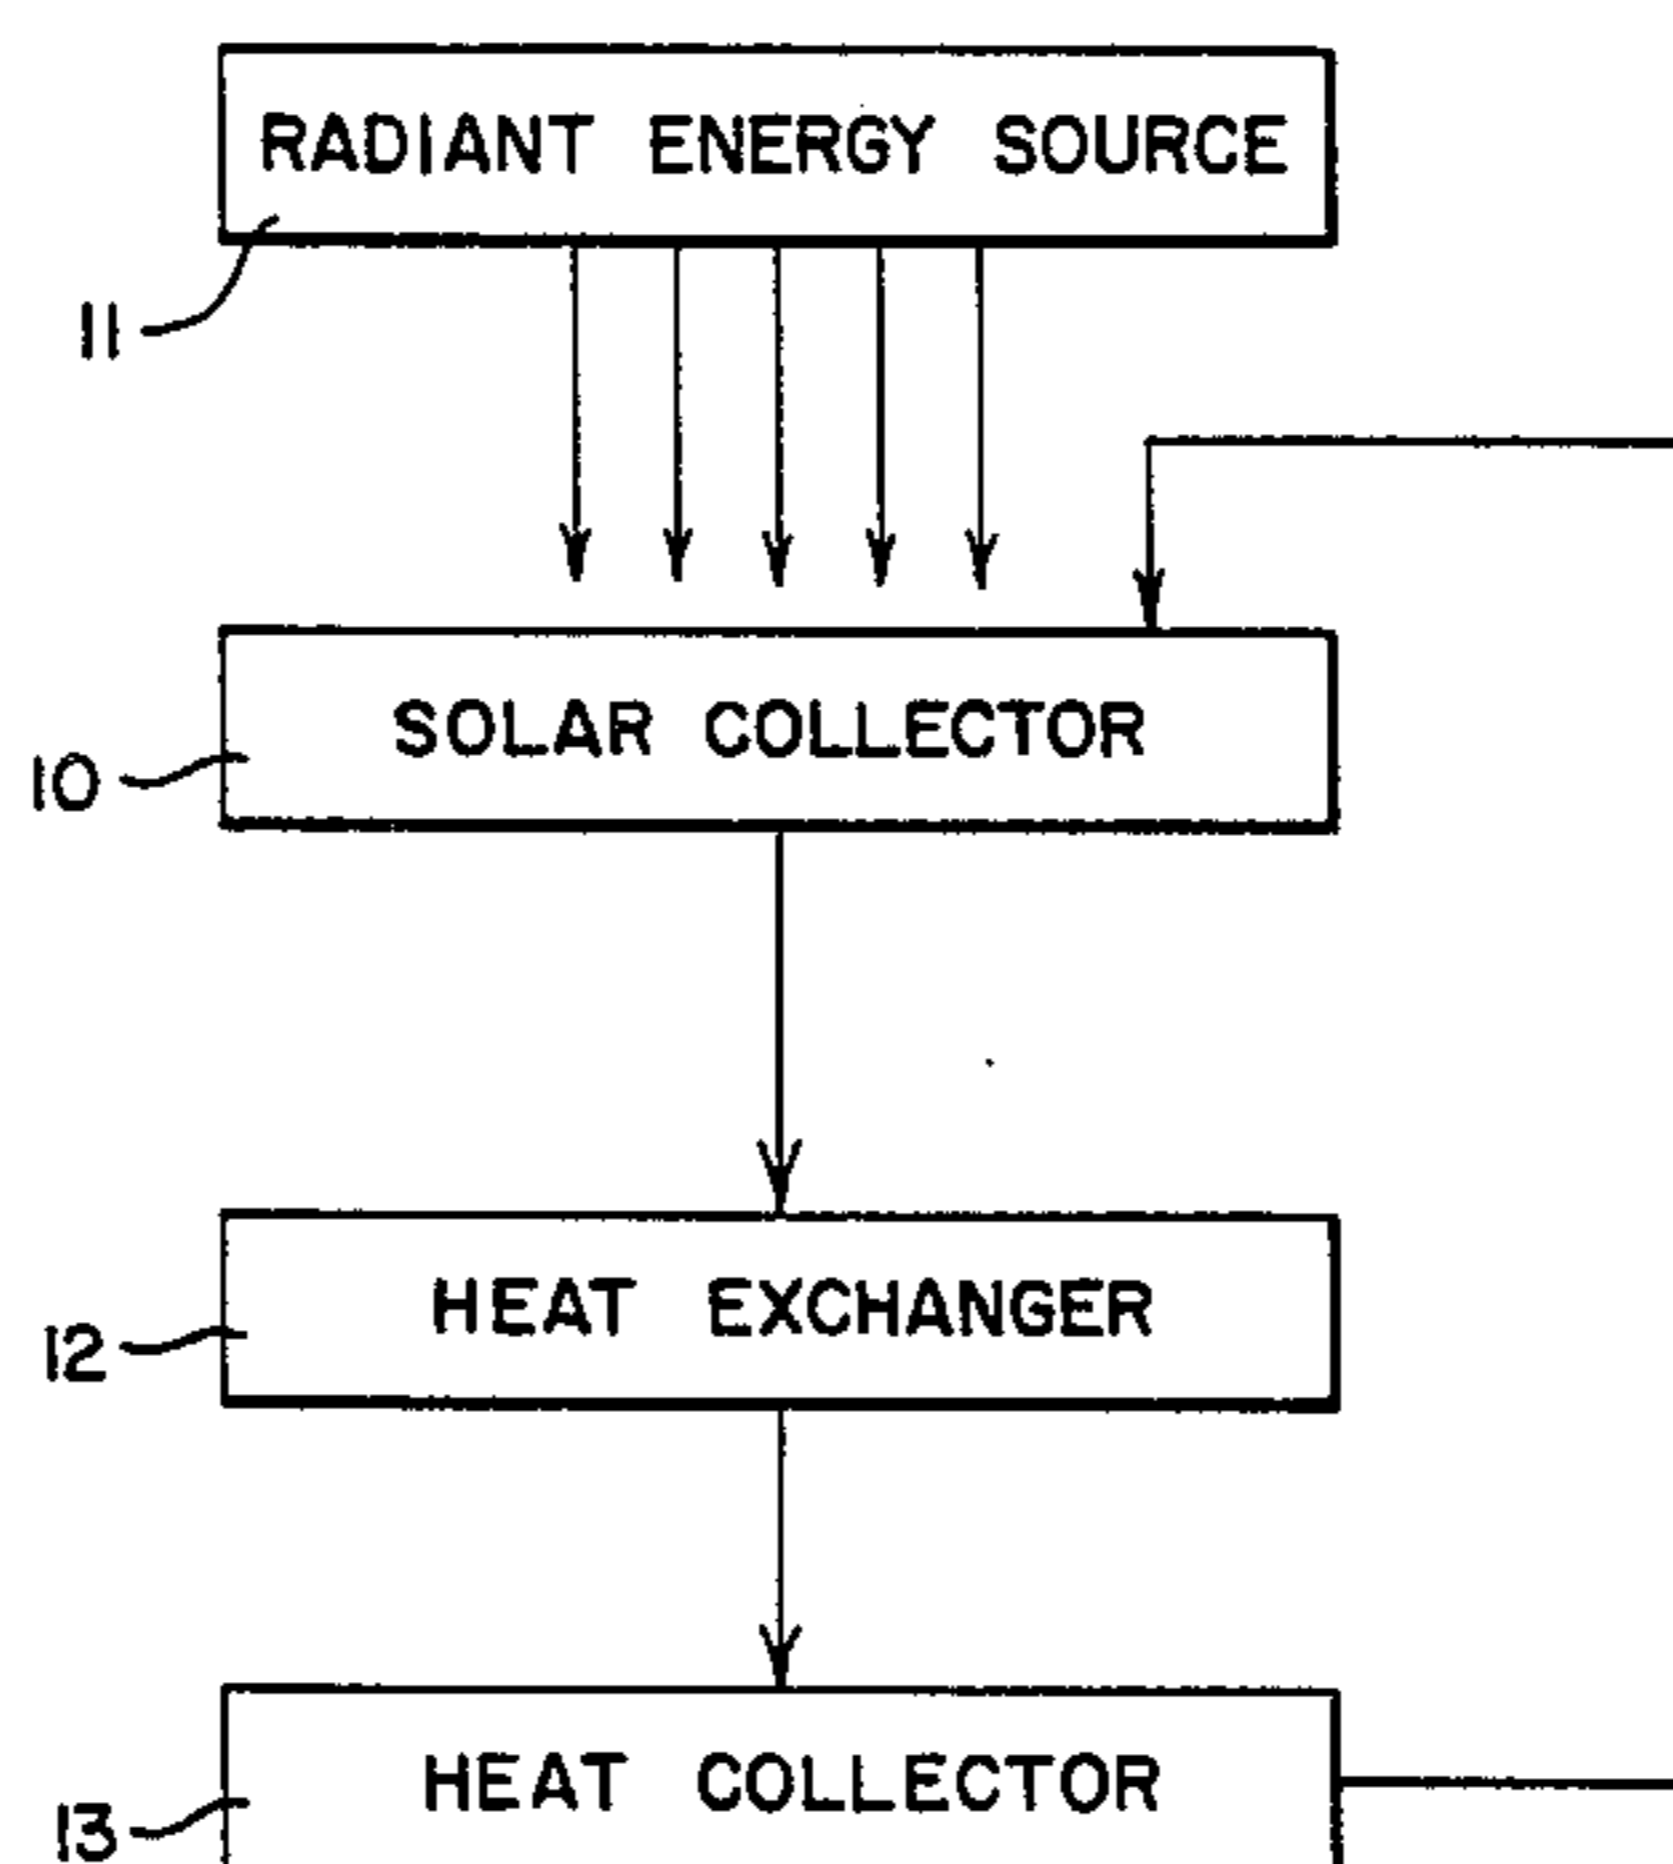 RADIANT ENERGY SOURCE
11
SOLAR COLLECTOR
10
HEAT EXCHANGER
12
HEAT COLLECTOR
13